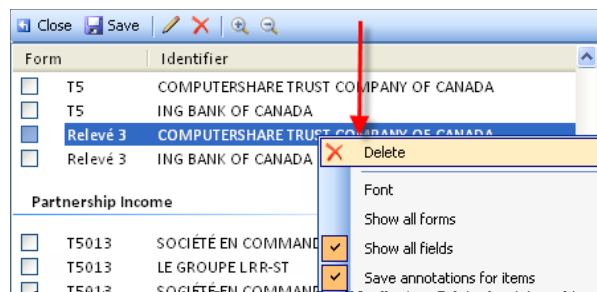 Close Save
Form Identifier
T5 COMPUTERSHARE TRUST COMPANY OF CANADA
T5 ING BANK OF CANADA
Relevé 3 COMPUTERSHARE TRUST COMPANY OF CANADA
Relevé 3 ING BANK OF CANADA
Delete
Font
Partnership Income
Show all forms
T5013 SOCIÉTÉ EN COMMAND
Show all fields
T5013 LE GROUPE LRR-ST
Save annotations for items
T5013 SOCIÉTÉ EN COMMAND